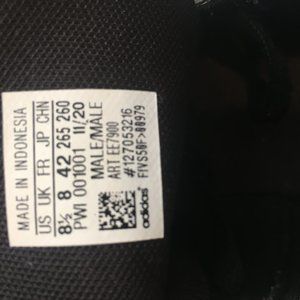 MADE IN INDONESIA
US UK FR JP CHN
8½ 8 42 265 260
PWI 001001 11/20
MALE/MALE
ART EE7900
#127053216
F1VS50F>00979
adidas